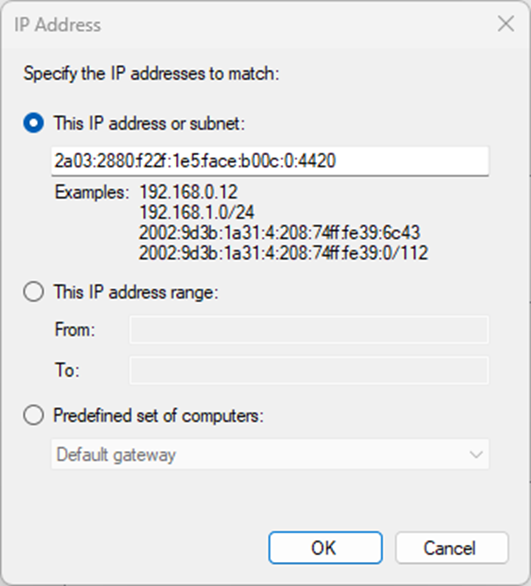 IP Address
Specify the IP addresses to match:
This IP address or subnet:
2a03:2880:f22f:1e5:face:b00c:0:4420
Examples: 192.168.0.12
192.168.1.0/24
2002:9d3b:1a31:4:208:74ff:fe39:6c43
2002:9d3b:1a31:4:208:74ff:fe39:0/112
This IP address range:
From:
To:
Predefined set of computers:
Default gateway
OK Cancel